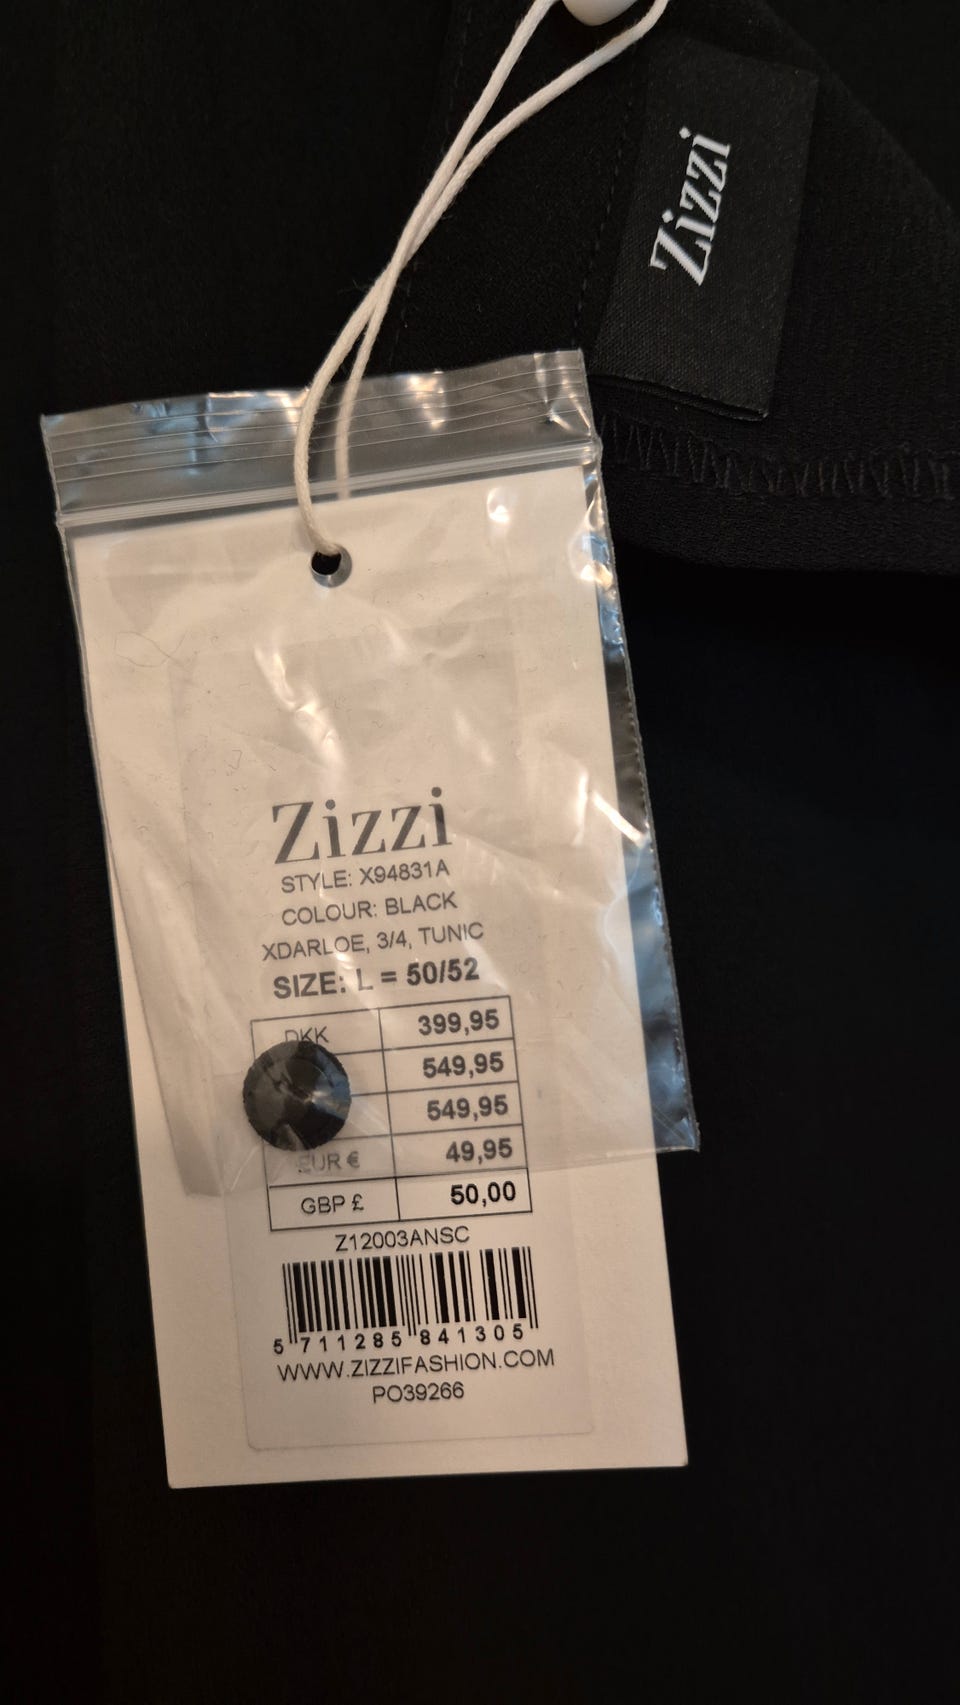 Zizzi
Zizzi
STYLE: X94831A
COLOUR: BLACK
XDARLOE, 3/4, TUNIC
SIZE: L = 50/52
DKK 399,95
549,95
549,95
EUR € 49,95
GBP £ 50,00
Z12003ANSC
5 711285 841305
WWW.ZIZZIFASHION.COM
PO39266